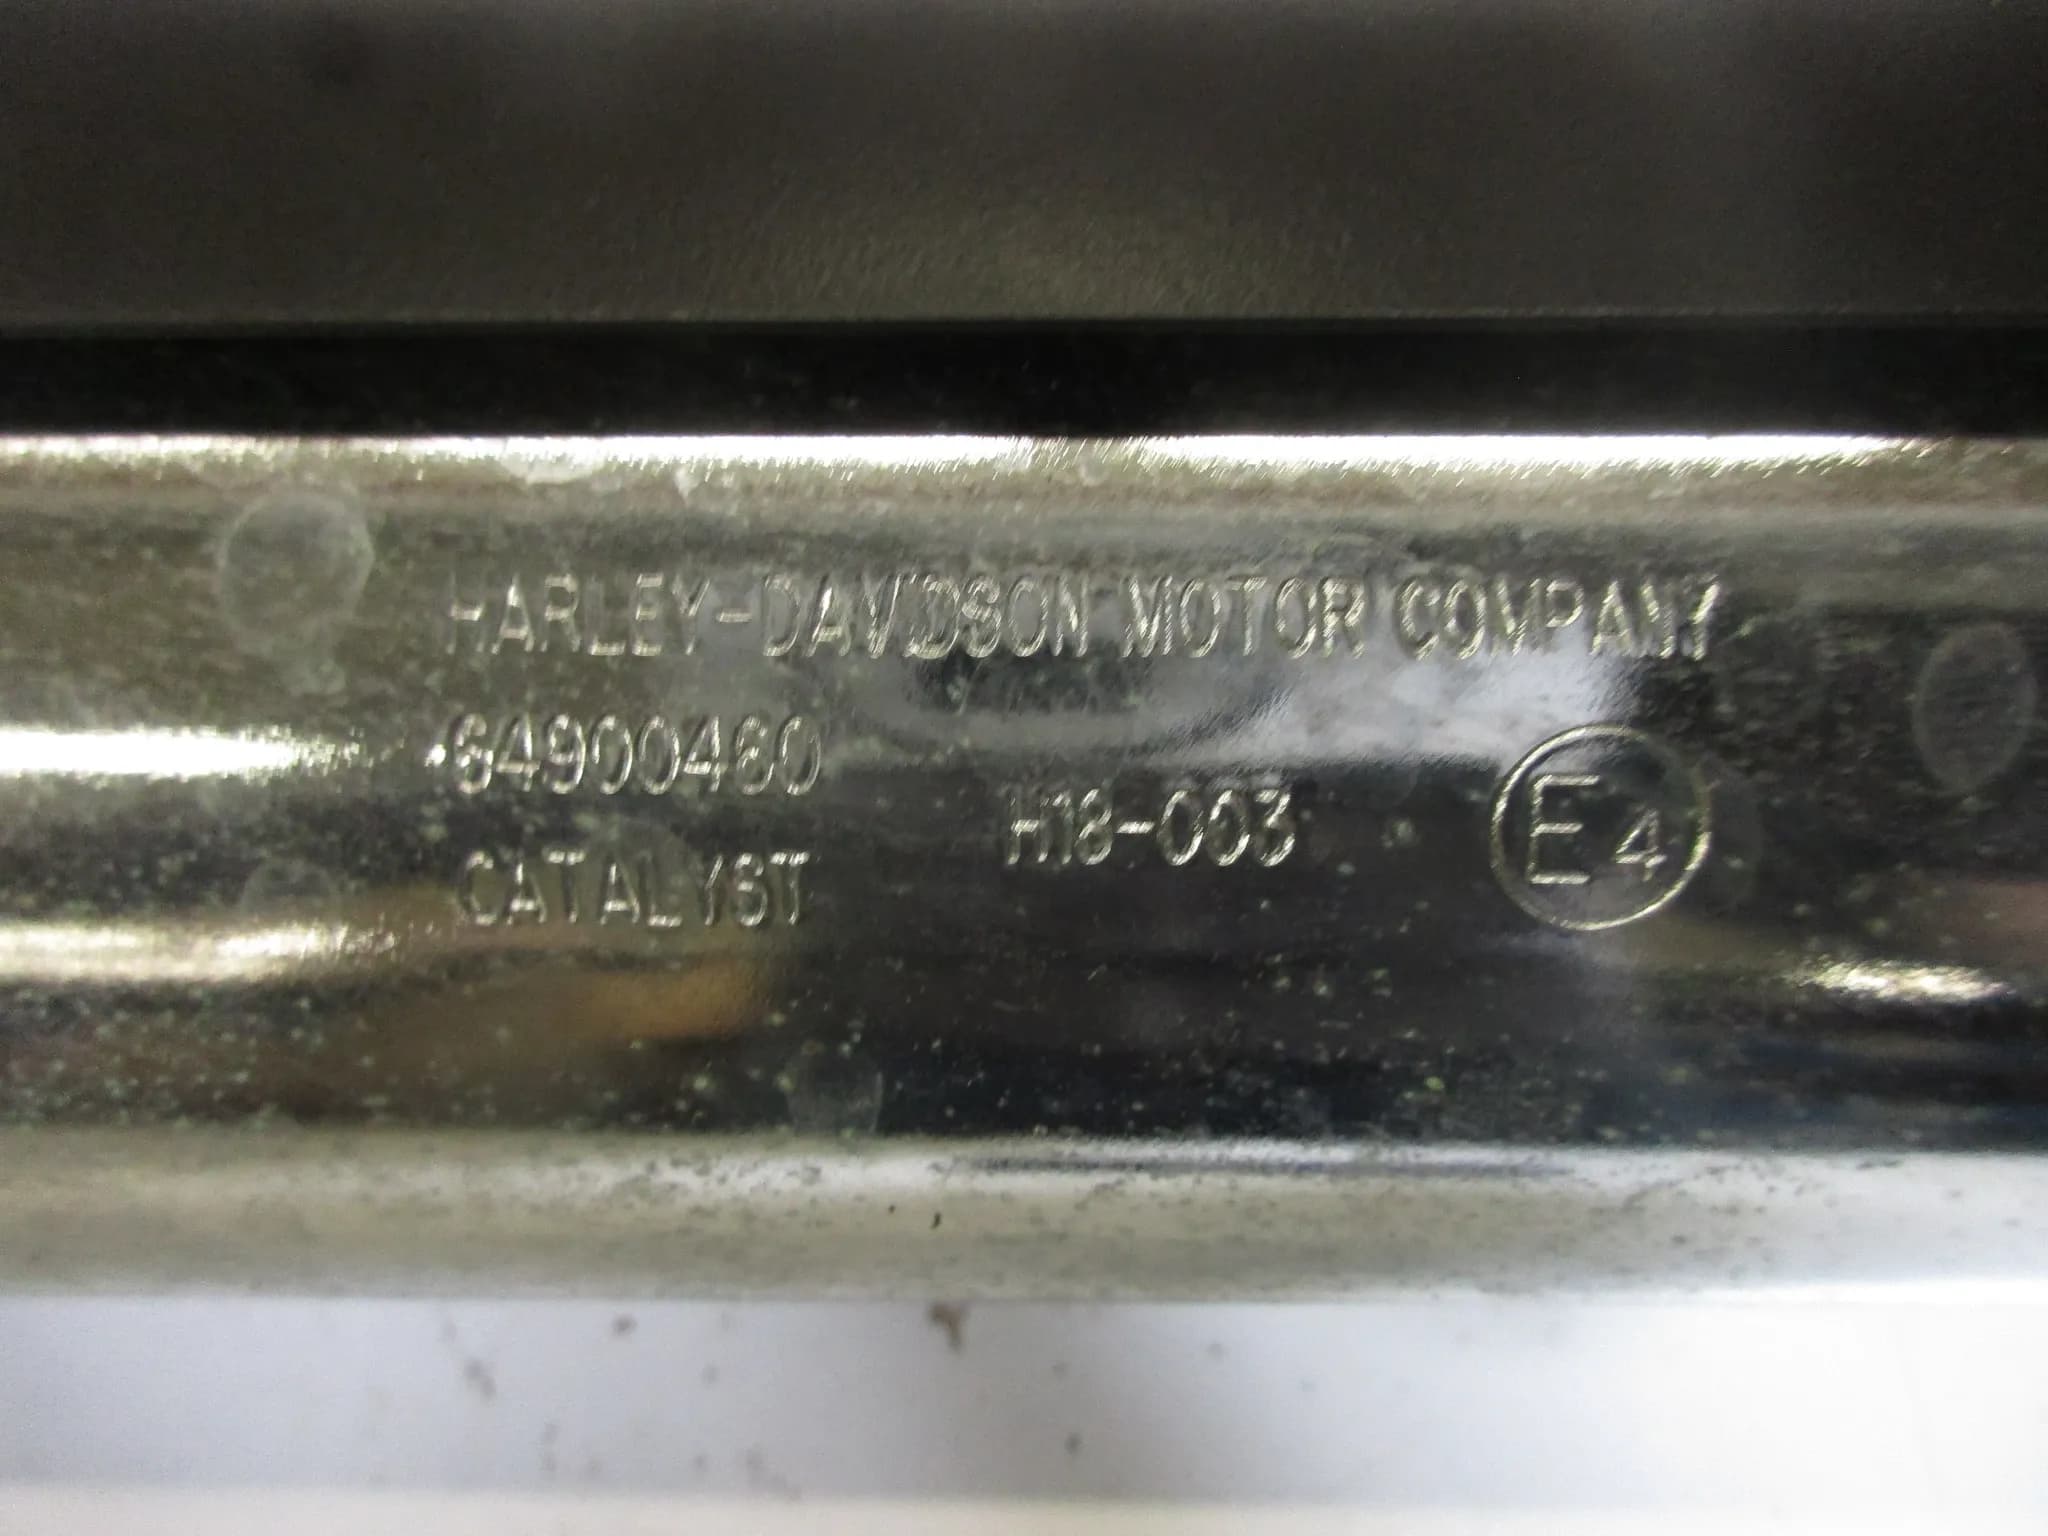 HARLEY-DAVIDSON MOTOR COMPANY
64900460
H18-003
E4
CATALYST